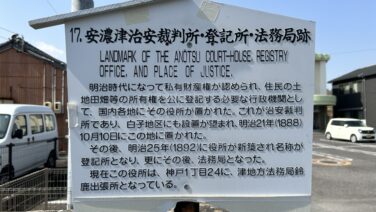 17. 安濃津治安裁判所・登記所・法務局跡
LANDMARK OF THE ANOTSU COURT-HOUSE, REGISTRY
OFFICE, AND PLACE OF JUSTICE.
明治時代になって私有財産権が認められ、住民の土
地田畑等の所有権を公に登記する必要な行政機関とし
て、国内各地にその役所が置かれた。これが治安裁判
所であり、白子地区にも設置が望まれ、明治21年(1888)
10月10日にこの地に置かれた。
その後、明治25年(1892)に役所が新築され名称が
登記所となり、更にその後、法務局となった。
現在この役所は、神戸1丁目24に、津地方法務局鈴
鹿出張所となっている。